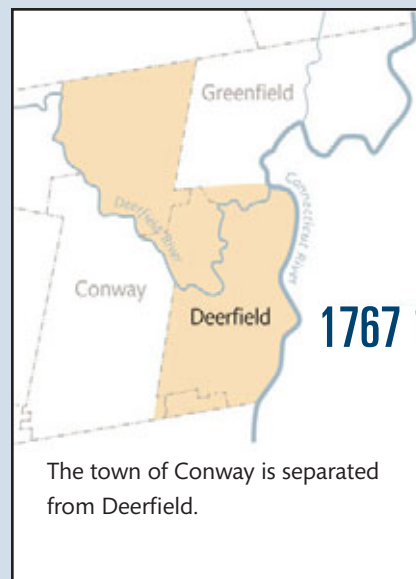 Greenfield
Deerfield River
Connecticut River
Conway
Deerfield
1767
The town of Conway is separated
from Deerfield.